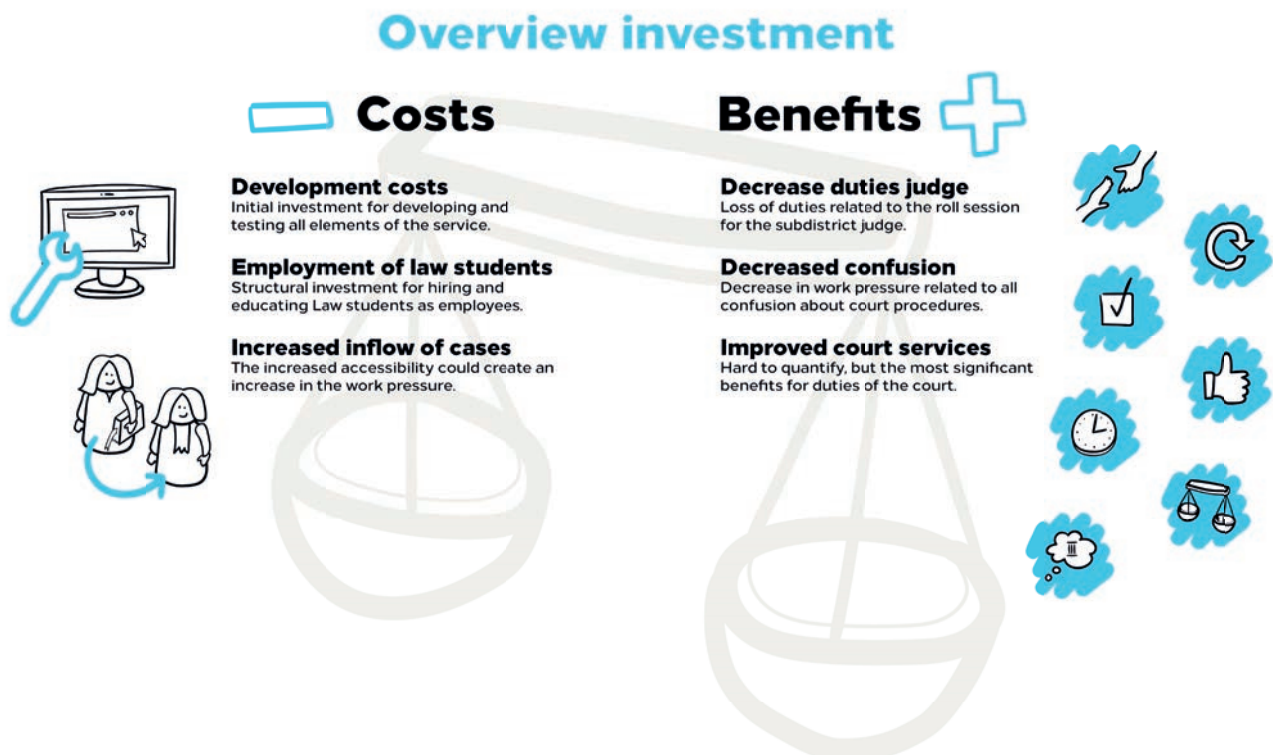 Overview investment
Costs
Development costs
Initial investment for developing and
testing all elements of the service.
Employment of law students
Structural investment for hiring and
educating Law students as employees.
Increased inflow of cases
The increased accessibility could create an
increase in the work pressure.
Benefits
Decrease duties judge
Loss of duties related to the roll session
for the subdistrict judge.
Decreased confusion
Decrease in work pressure related to all
confusion about court procedures.
Improved court services
Hard to quantify, but the most significant
benefits for duties of the court.